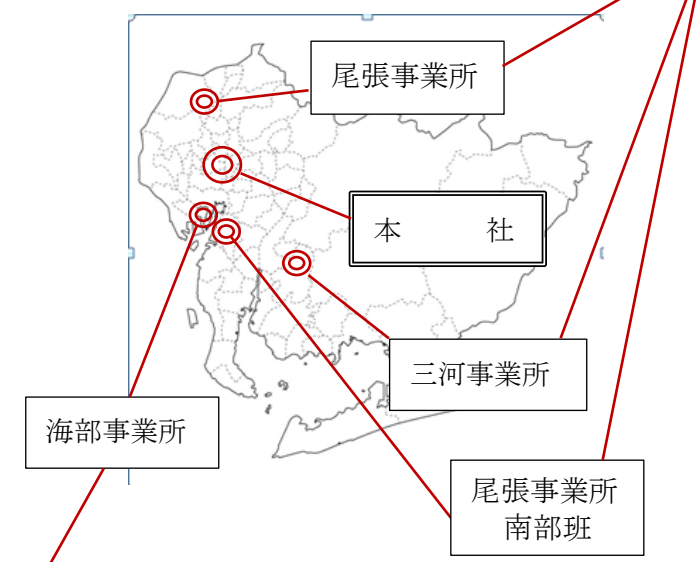 尾張事業所
本　　社
三河事業所
海部事業所
尾張事業所
南部班